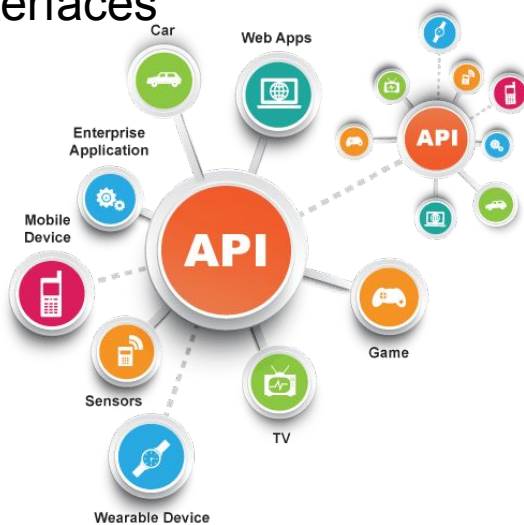 erfaces
Car
Web Apps
Enterprise
Application
API
Mobile
Device
API
Game
Sensors
TV
Wearable Device